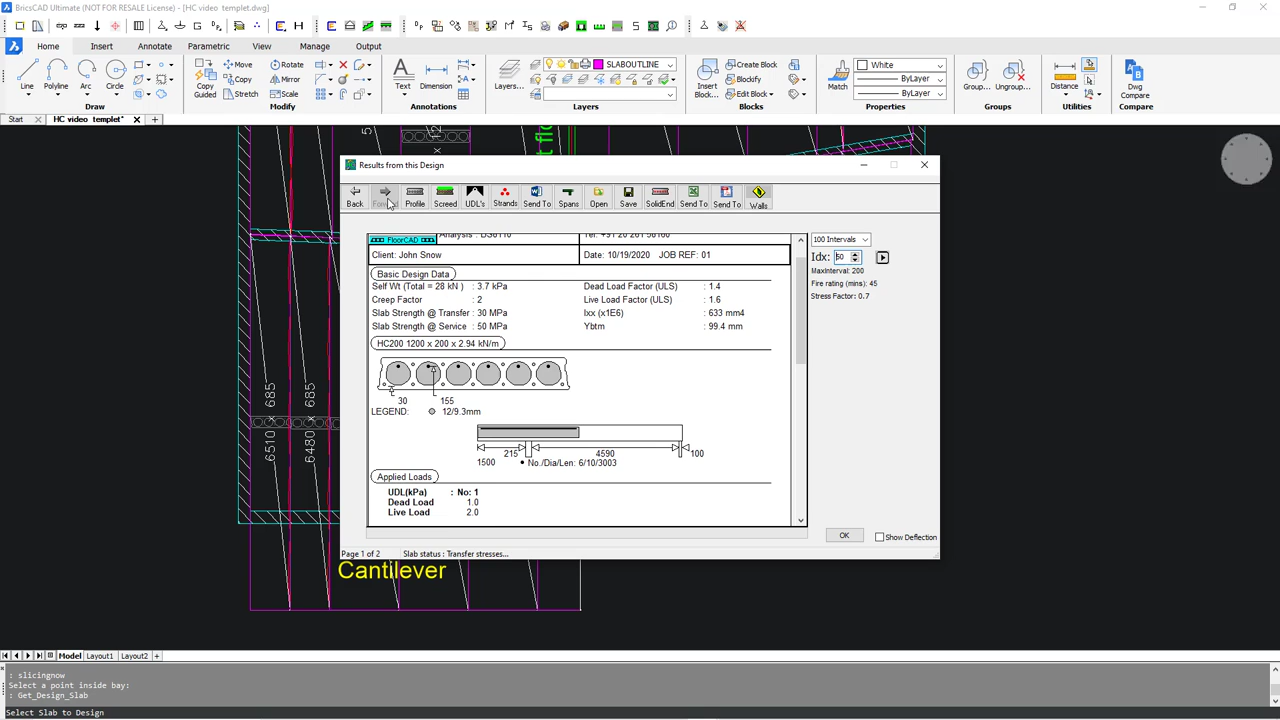 BricsCAD Ultimate (NOT FOR RESALE License) - [HC video templet.dwg]
Home Insert Annotate Parametric View Manage Output
Line Polyline Arc Circle
Draw
Copy Guided
Move Rotate
Copy Mirror
Stretch Scale
Modify
Text Dimension
Annotations
Layers...
SLABOUTLINE
Layers
Insert Blocks...
Create Block
Blockify
Edit Block
Blocks
Match
White
ByLayer
ByLayer
Properties
Group... Ungroup...
Groups
Distance
Utilities
Dwg Compare
Compare
Start HC video templet*
Results from this Design
Back Forward Profile Screed UDL's Strands Send To Spans Open Save SolidEnd Send To Send To Walls
FloorCAD
Client: John Snow Date: 10/19/2020 JOB REF: 01
Basic Design Data
Self Wt (Total = 28 kN ) : 3.7 kPa Dead Load Factor (ULS) : 1.4
Creep Factor : 2 Live Load Factor (ULS) : 1.6
Slab Strength @ Transfer : 30 MPa Ixx (x1E6) : 633 mm4
Slab Strength @ Service : 50 MPa Ybtm : 99.4 mm
HC200 1200 x 200 x 2.94 kN/m
30 155
LEGEND: 12/9.3mm
215 4590 100
1500 No./Dia/Len: 6/10/3003
Applied Loads
UDL(kPa) : No: 1
Dead Load 1.0
Live Load 2.0
100 Intervals
Idx: 50
MaxInterval: 200
Fire rating (mins): 45
Stress Factor: 0.7
OK Show Deflection
Page 1 of 2 Slab status : Transfer stresses...
6510 x 685
6480 x 685
Cantilever
Model Layout1 Layout2
: slicingnow
Select a point inside bay:
: Get_Design_Slab
Select Slab to Design